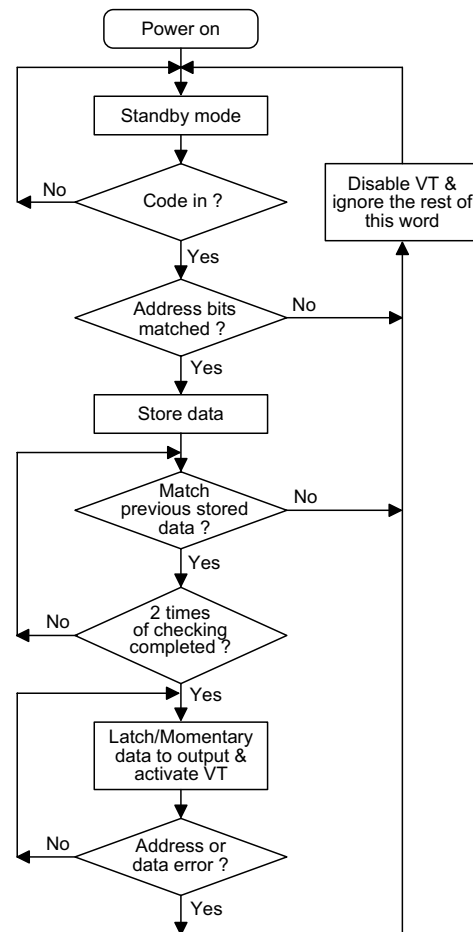 Power on
Standby mode
No
Code in ?
Disable VT &
ignore the rest of
this word
Yes
Address bits
matched ?
No
Yes
Store data
Match
previous stored
data ?
No
Yes
No
2 times
of checking
completed ?
Yes
Latch/Momentary
data to output &
activate VT
No
Address or
data error ?
Yes